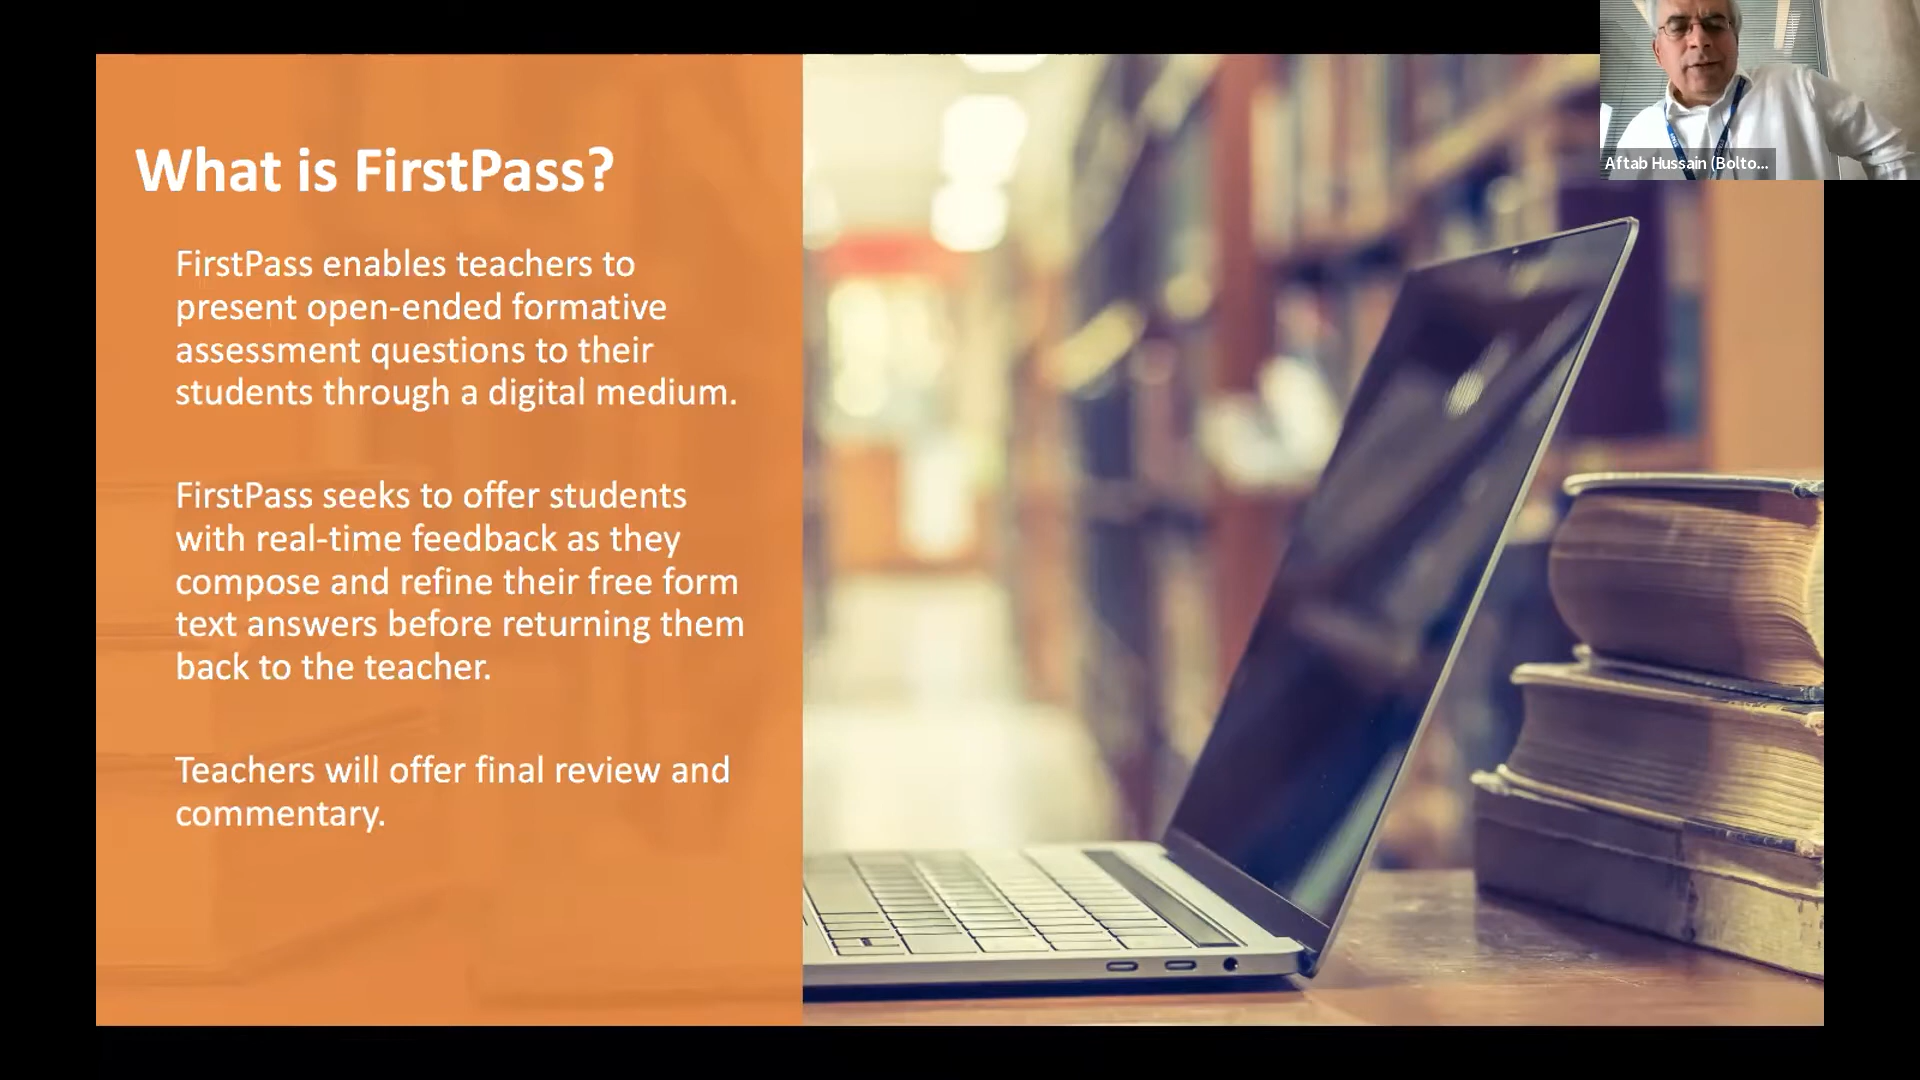 Aftab Hussain (Bolto...
What is FirstPass?
FirstPass enables teachers to
present open-ended formative
assessment questions to their
students through a digital medium.
FirstPass seeks to offer students
with real-time feedback as they
compose and refine their free form
text answers before returning them
back to the teacher.
Teachers will offer final review and
commentary.